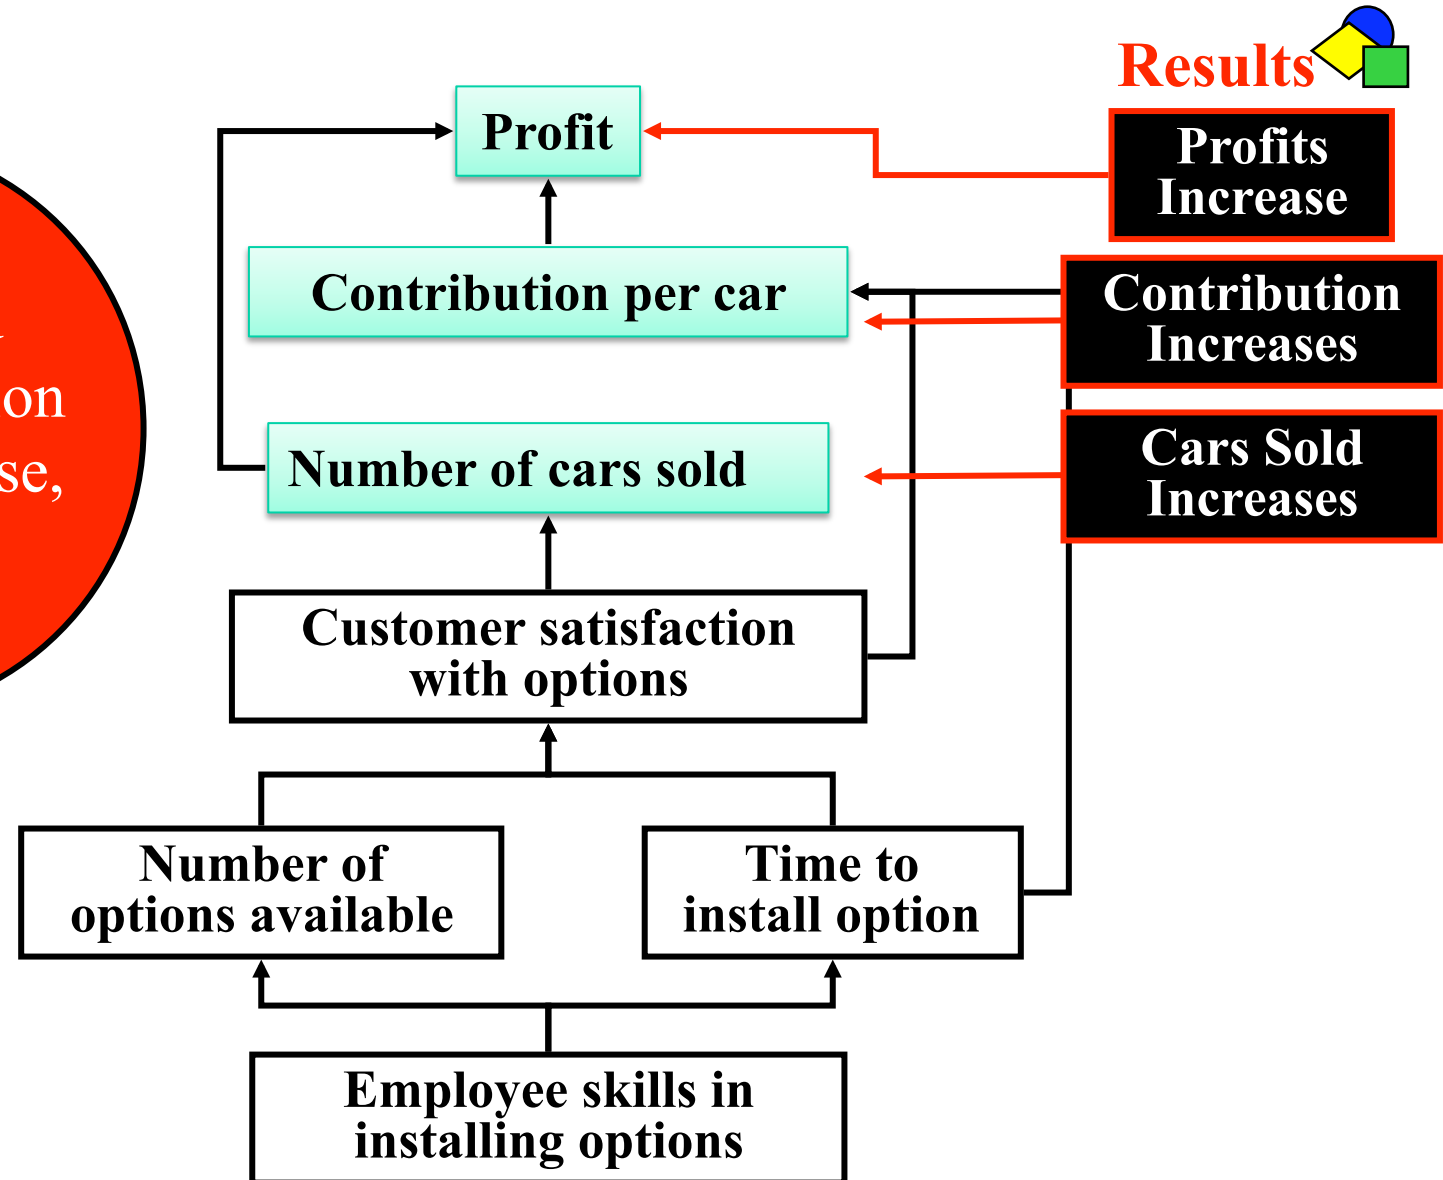 Results
Profit
Profits
Increase
Contribution per car
Contribution
Increases
on
se,
Number of cars sold
Cars Sold
Increases
Customer satisfaction
with options
Number of
options available
Time to
install option
Employee skills in
installing options